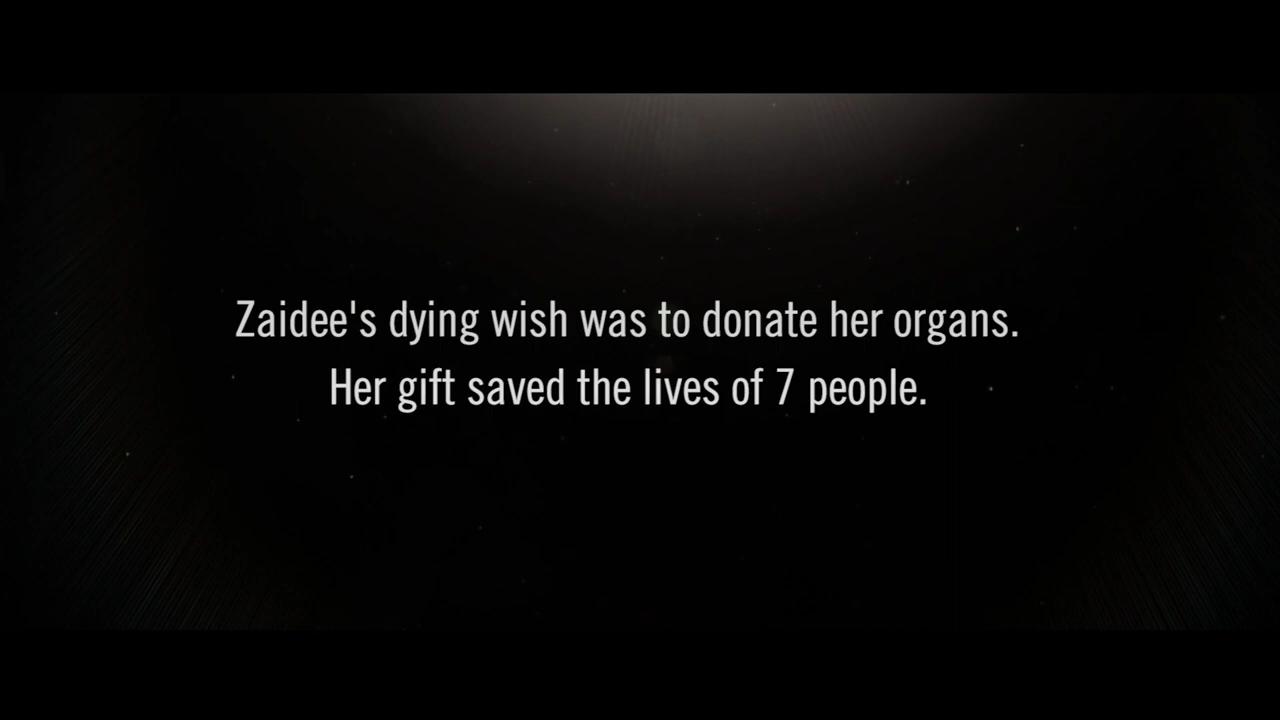 Zaidee's dying wish was to donate her organs.
Her gift saved the lives of 7 people.